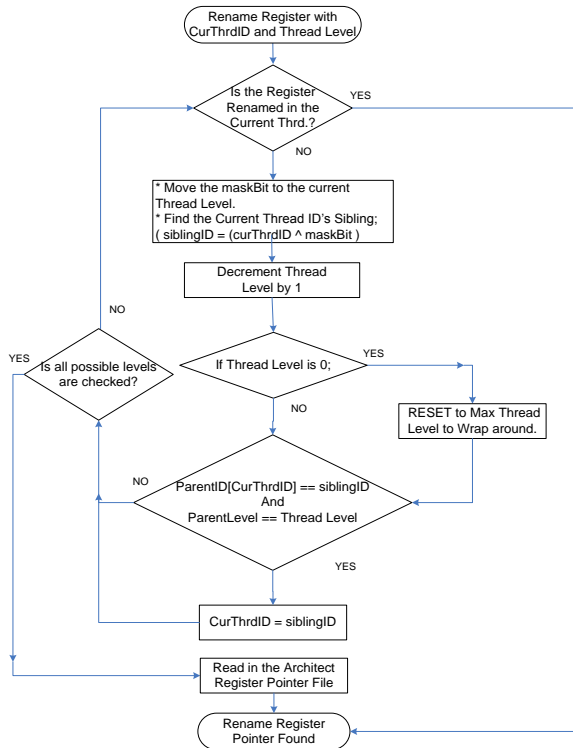 Rename Register with
CurThrdID and Thread Level
Is the Register
Renamed in the
Current Thrd.?
YES
NO
* Move the maskBit to the current
Thread Level.
* Find the Current Thread ID's Sibling;
( siblingID = (curThrdID ^ maskBit )
Decrement Thread
Level by 1
NO
YES
Is all possible levels
are checked?
If Thread Level is 0;
YES
NO
RESET to Max Thread
Level to Wrap around.
NO
ParentID[CurThrdID] == siblingID
And
ParentLevel == Thread Level
YES
CurThrdID = siblingID
Read in the Architect
Register Pointer File
Rename Register
Pointer Found